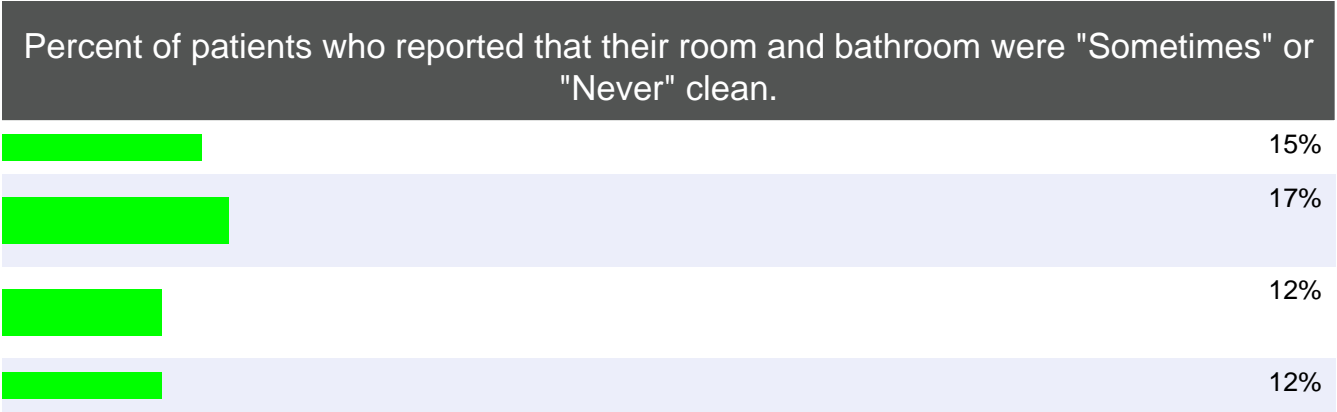 Percent of patients who reported that their room and bathroom were "Sometimes" or
"Never" clean.
15%
17%
12%
12%